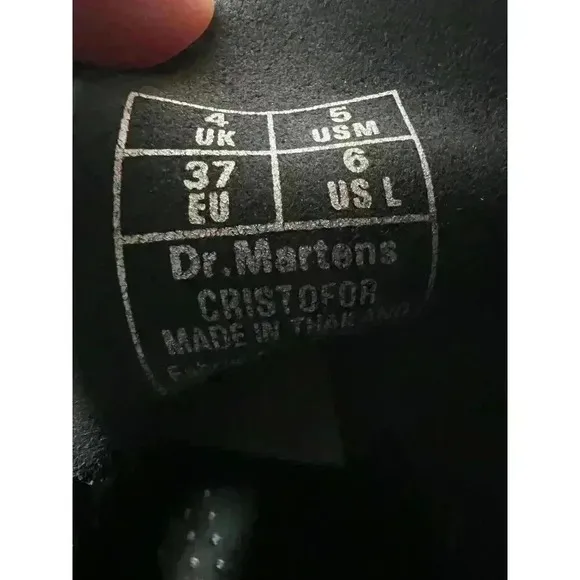 4 5
UK USM
37 6
EU US L
Dr.Martens
CRISTOFOR
MADE IN THAILAND